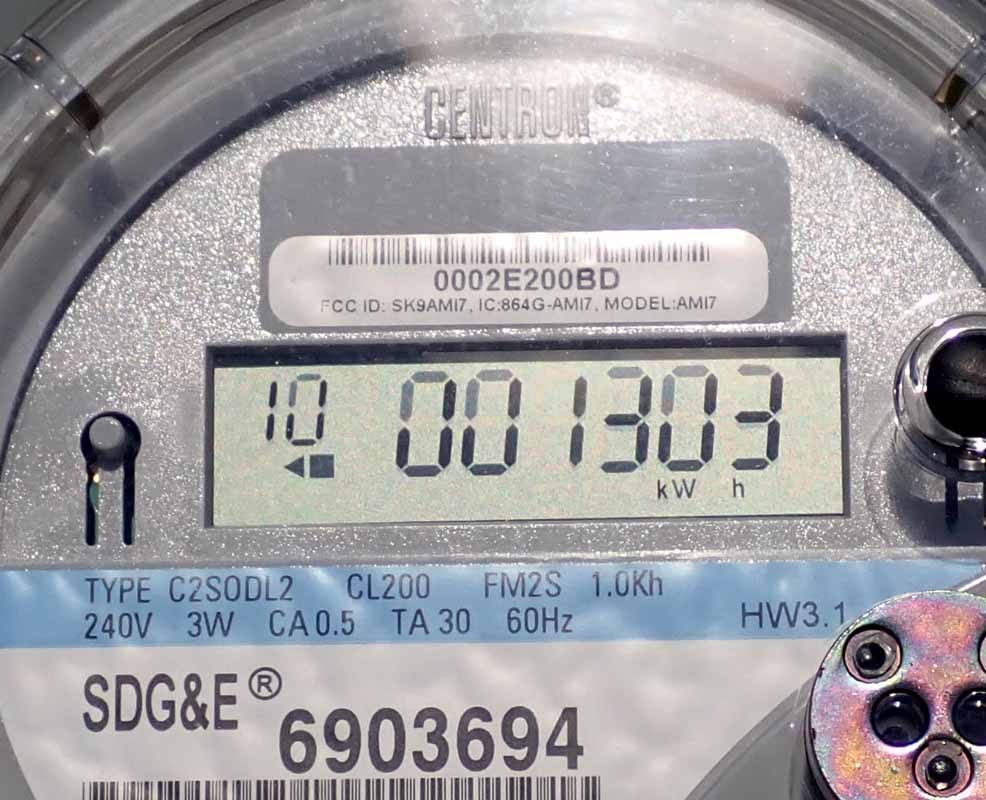 CENTRON®
0002E200BD
FCC ID: SK9AMI7, IC:864G-AMI7, MODEL:AMI7
10 001303
kW h
TYPE C2SODL2 CL200 FM2S 1.0Kh
240V 3W CA 0.5 TA 30 60Hz HW3.1
SDG&E®
6903694